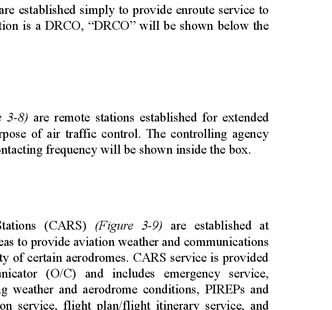 are established simply to provide enroute service to
tion is a DRCO, “DRCO” will be shown below the
3-8) are remote stations established for extended
pose of air traffic control. The controlling agency
ntacting frequency will be shown inside the box.
Stations (CARS) (Figure 3-9) are established at
eas to provide aviation weather and communications
ty of certain aerodromes. CARS service is provided
unicator (O/C) and includes emergency service,
ng weather and aerodrome conditions, PIREPs and
on service, flight plan/flight itinerary service, and